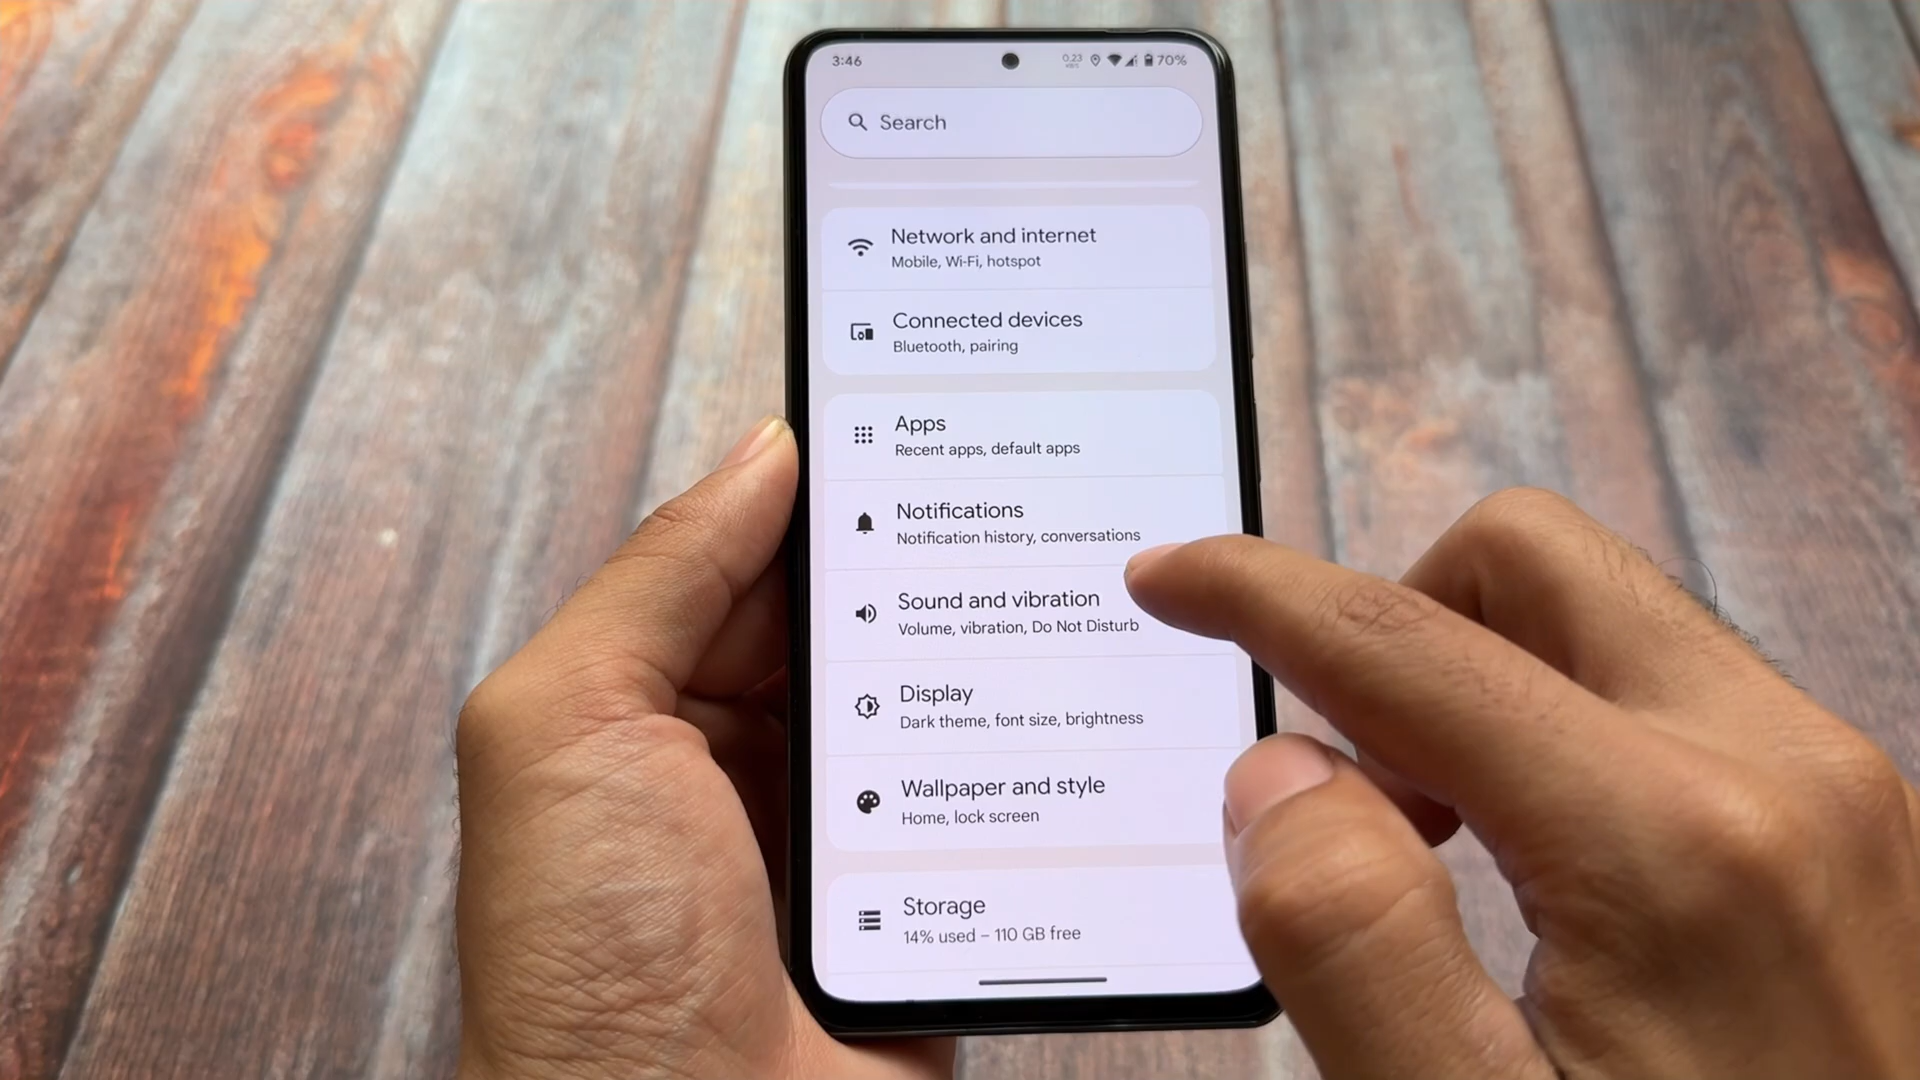 3:46
0.23
70%
Search
Network and internet
Mobile, Wi-Fi, hotspot
Connected devices
Bluetooth, pairing
Apps
Recent apps, default apps
Notifications
Notification history, conversations
Sound and vibration
Volume, vibration, Do Not Disturb
Display
Dark theme, font size, brightness
Wallpaper and style
Home, lock screen
Storage
14% used – 110 GB free